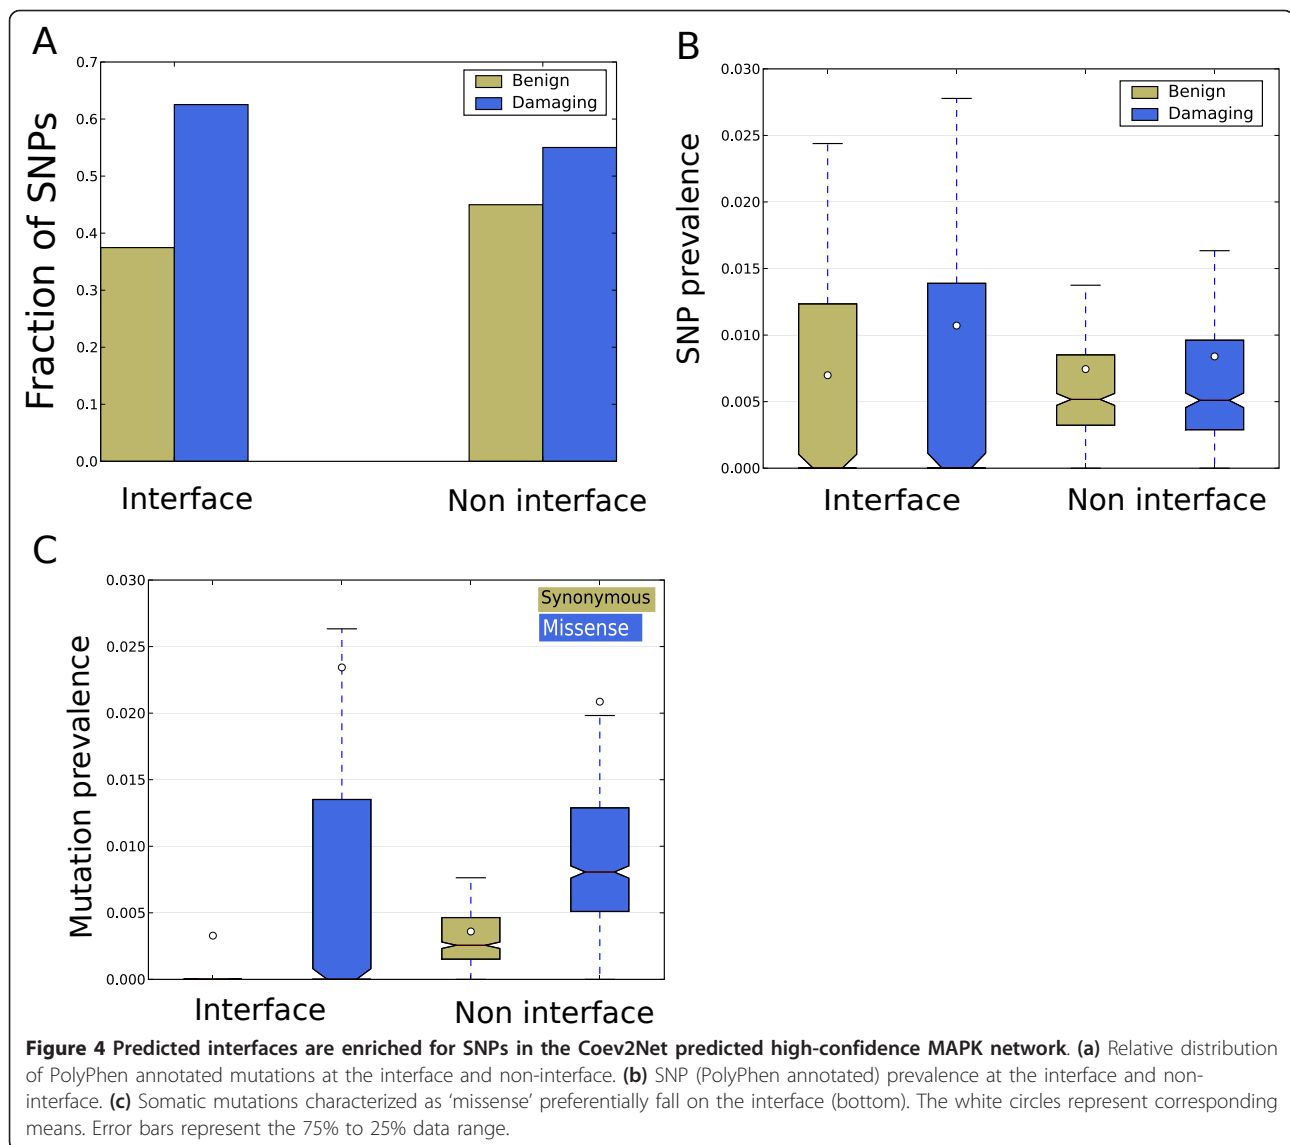 A
0.7
0.6
0.5
0.4
0.3
0.2
0.1
0.0
Fraction of SNPs
Benign
Damaging
Interface
Non interface
B
0.030
0.025
0.020
0.015
0.010
0.005
0.000
SNP prevalence
Benign
Damaging
Interface
Non interface
C
0.030
0.025
0.020
0.015
0.010
0.005
0.000
Mutation prevalence
Synonymous
Missense
Interface
Non interface
Figure 4 Predicted interfaces are enriched for SNPs in the Coev2Net predicted high-confidence MAPK network. (a) Relative distribution
of PolyPhen annotated mutations at the interface and non-interface. (b) SNP (PolyPhen annotated) prevalence at the interface and non-
interface. (c) Somatic mutations characterized as ‘missense’ preferentially fall on the interface (bottom). The white circles represent corresponding
means. Error bars represent the 75% to 25% data range.